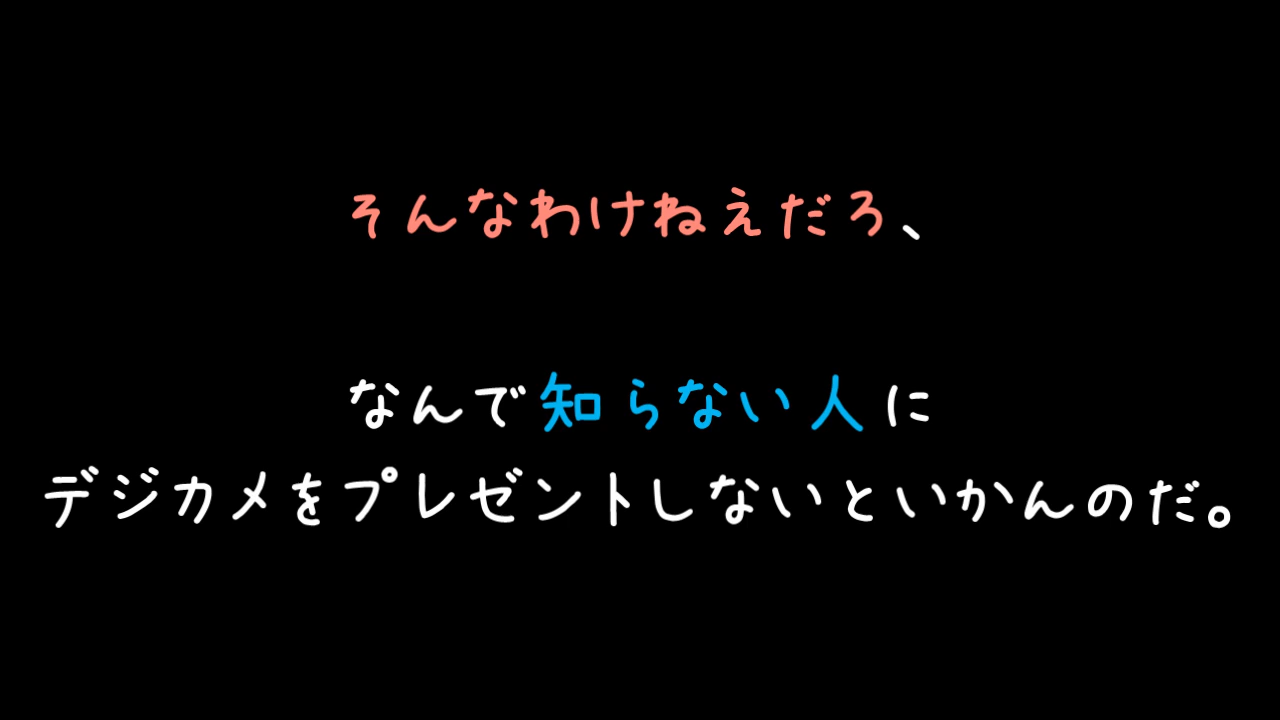 そんなわけねえだろ、
なんで知らない人に
デジカメをプレゼントしないといかんのだ。